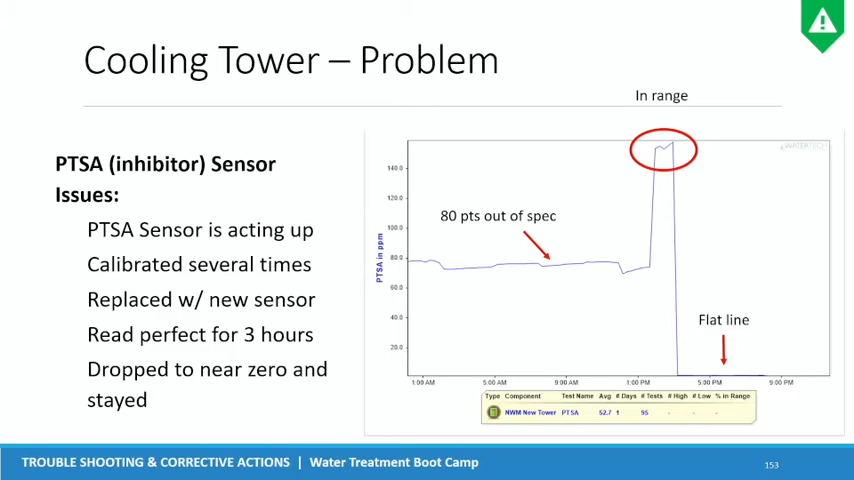 Cooling Tower – Problem
In range
PTSA (inhibitor) Sensor
Issues:
PTSA Sensor is acting up
Calibrated several times
Replaced w/ new sensor
Read perfect for 3 hours
Dropped to near zero and
stayed
PTSA in ppm
140.0
120.0
100.0
80.0
60.0
40.0
20.0
80 pts out of spec
Flat line
1:00 AM 5:00 AM 9:00 AM 1:00 PM 5:00 PM 9:00 PM
Type Component Test Name Avg # Days # Tests # High # Low % in Range
NWM New Tower PTSA 52.7 1 95 - - -
TROUBLE SHOOTING & CORRECTIVE ACTIONS | Water Treatment Boot Camp
153